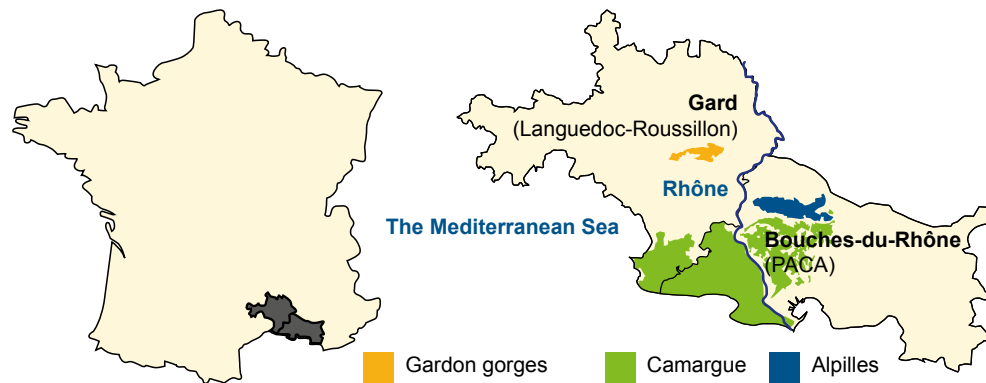 Gard
(Languedoc-Roussillon)
Rhône
The Mediterranean Sea
Bouches-du-Rhône
(PACA)
Gardon gorges
Camargue
Alpilles